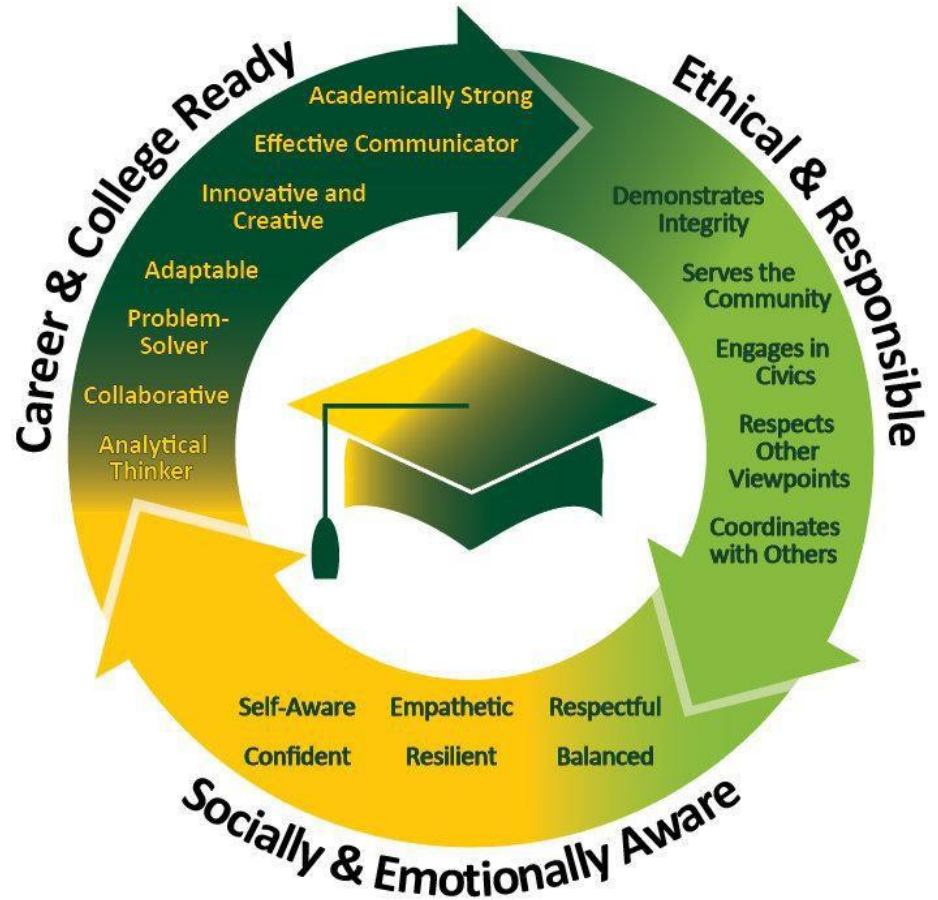 Career & College Ready
Academically Strong
Effective Communicator
Innovative and
Creative
Adaptable
Problem-
Solver
Collaborative
Analytical
Thinker
Ethical & Responsible
Demonstrates
Integrity
Serves the
Community
Engages in
Civics
Respects
Other
Viewpoints
Coordinates
with Others
Self-Aware Empathetic Respectful
Confident Resilient Balanced
Socially & Emotionally Aware